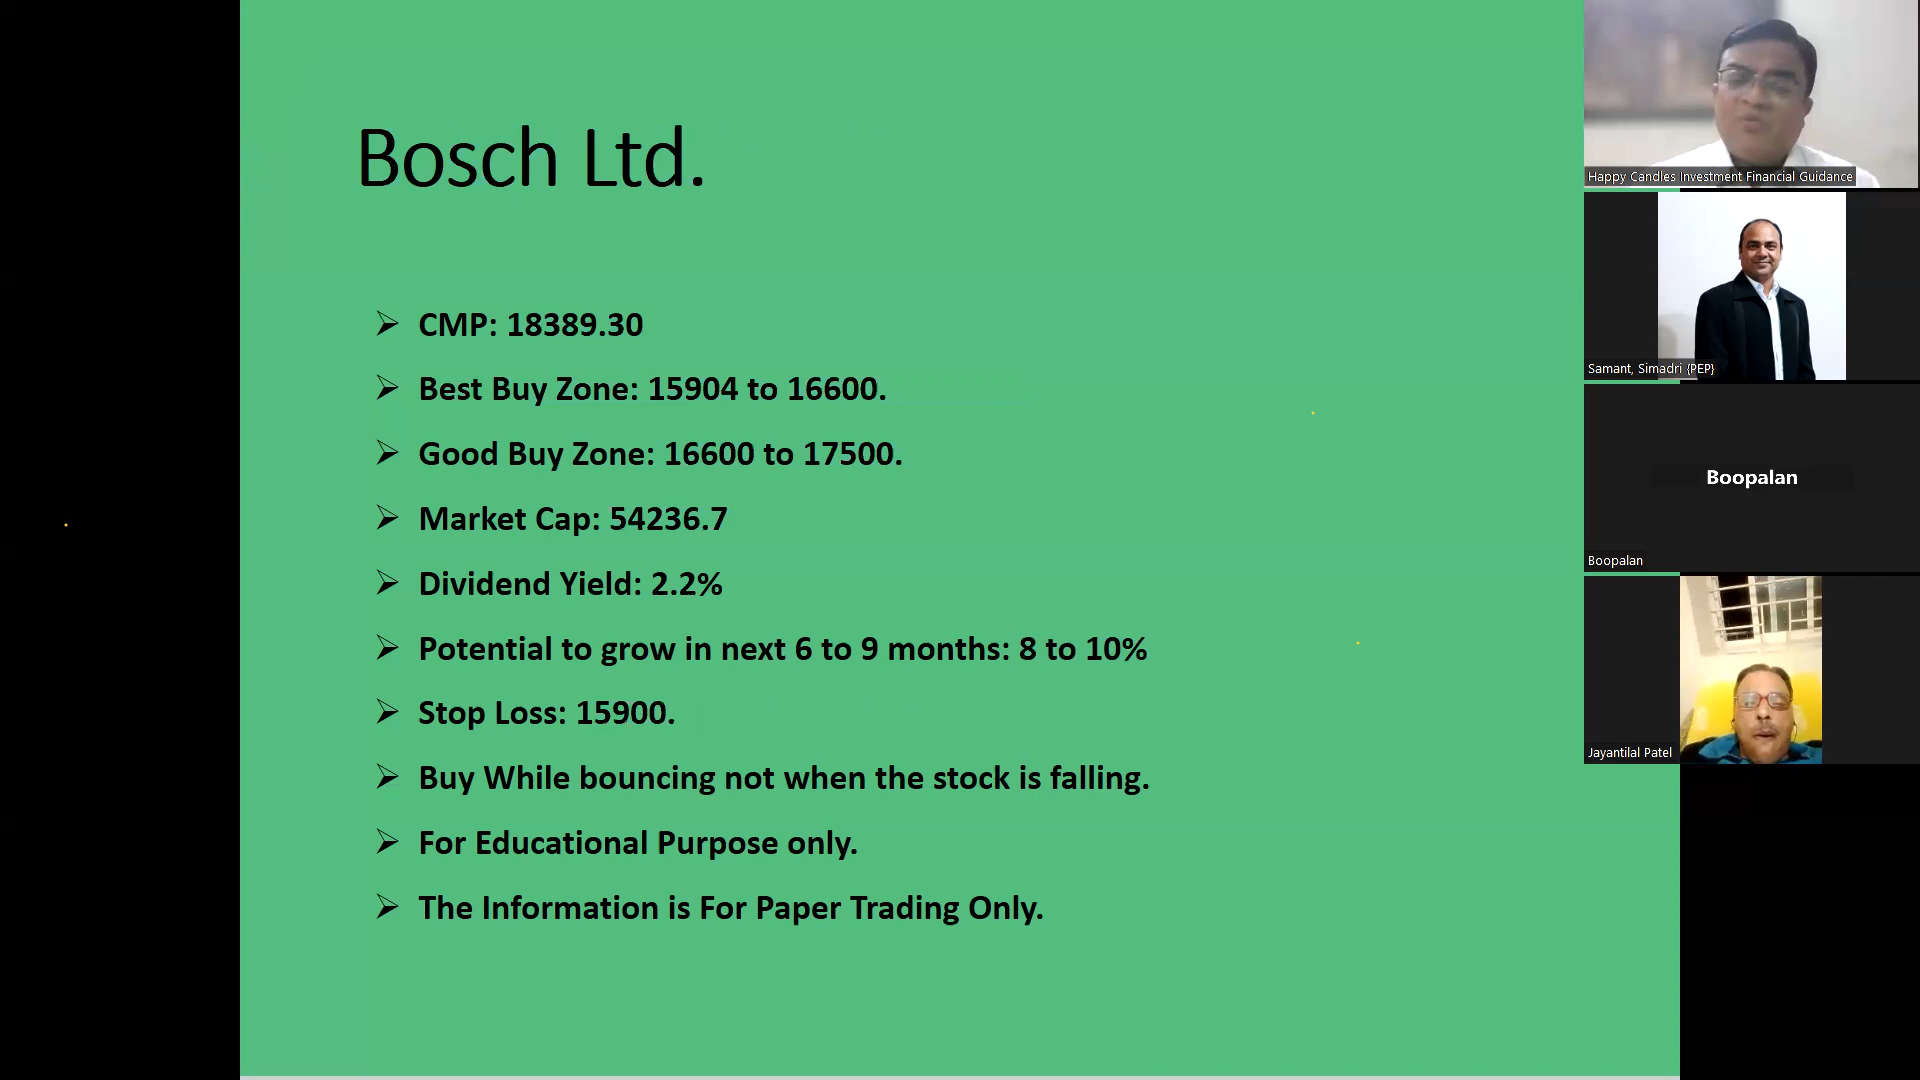 Bosch Ltd.
CMP: 18389.30
Best Buy Zone: 15904 to 16600.
Good Buy Zone: 16600 to 17500.
Market Cap: 54236.7
Dividend Yield: 2.2%
Potential to grow in next 6 to 9 months: 8 to 10%
Stop Loss: 15900.
Buy While bouncing not when the stock is falling.
For Educational Purpose only.
The Information is For Paper Trading Only.
Happy Candles Investment Financial Guidance
Samant, Simadri {PEP}
Boopalan
Boopalan
Jayantilal Patel